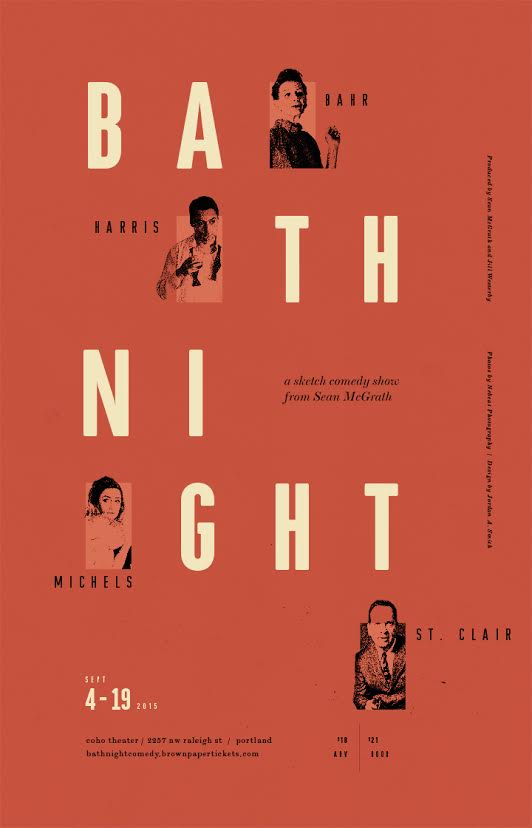 BA
BAHR
HARRIS
TH
NI
a sketch comedy show
from Sean McGrath
GHT
MICHELS
ST. CLAIR
SEPT
4-19 2015
coho theater / 2257 nw raleigh st / portland
bathnightcomedy.brownpapertickets.com
$18
ADV
$21
DOOR
Produced by Sean McGrath and Jill
Photos by Photography | Design by Jordan A. Smith